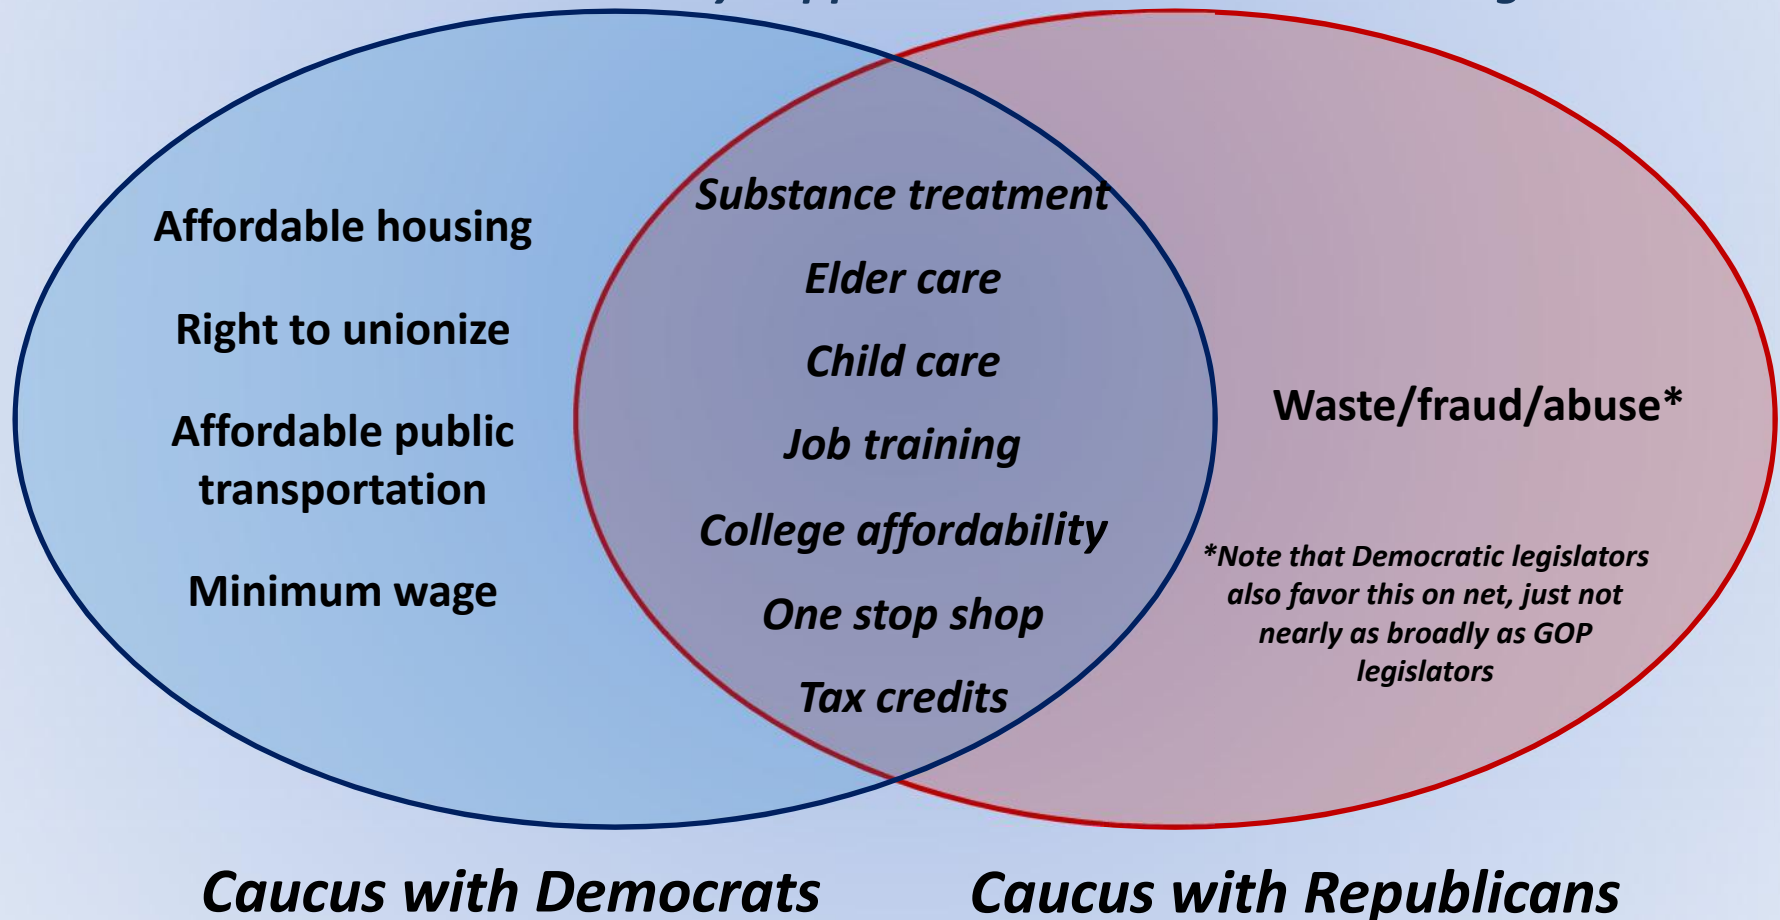 Affordable housing
Right to unionize
Affordable public
transportation
Minimum wage
Substance treatment
Elder care
Child care
Job training
College affordability
One stop shop
Tax credits
Waste/fraud/abuse*
*Note that Democratic legislators
also favor this on net, just not
nearly as broadly as GOP
legislators
Caucus with Democrats
Caucus with Republicans